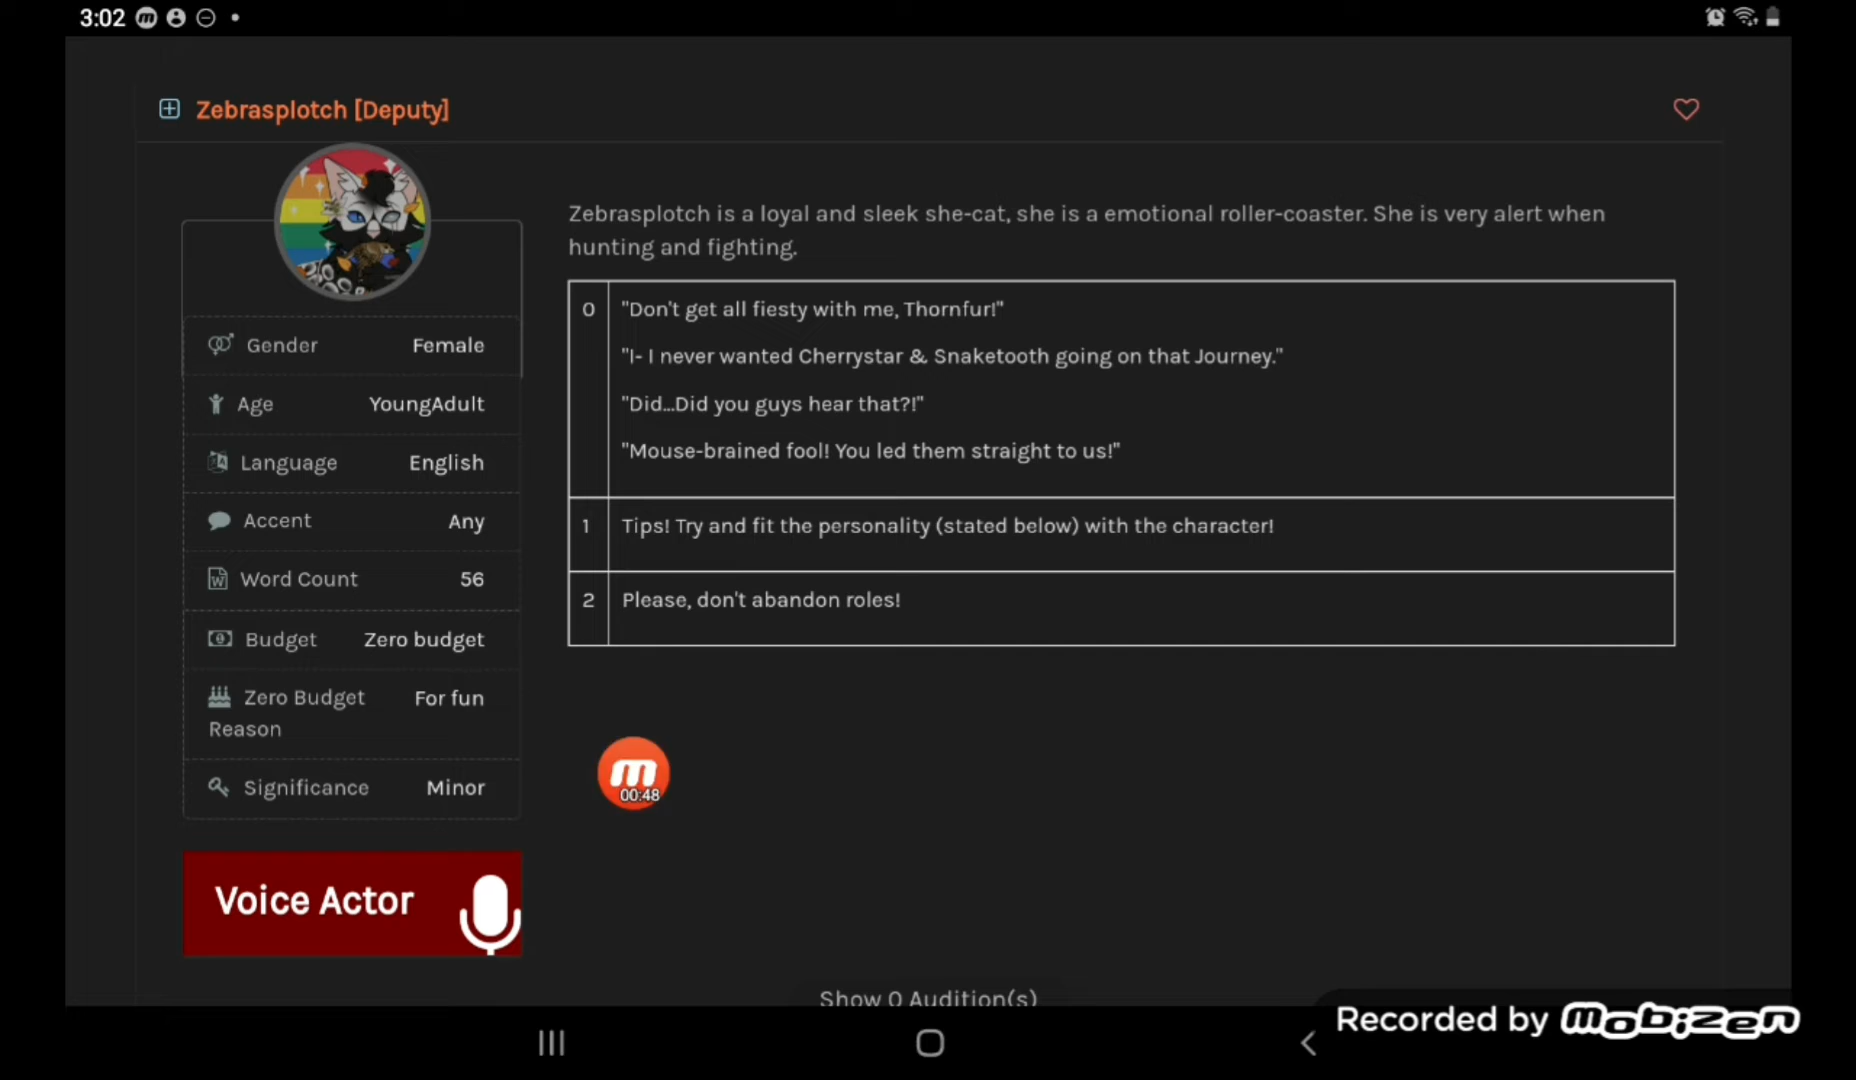 3:02
Zebrasplotch [Deputy]
Zebrasplotch is a loyal and sleek she-cat, she is a emotional roller-coaster. She is very alert when
hunting and fighting.
0 "Don't get all fiesty with me, Thornfur!"
"I- I never wanted Cherrystar & Snaketooth going on that Journey."
"Did...Did you guys hear that?!"
"Mouse-brained fool! You led them straight to us!"
1 Tips! Try and fit the personality (stated below) with the character!
2 Please, don't abandon roles!
Gender Female
Age YoungAdult
Language English
Accent Any
Word Count 56
Budget Zero budget
Zero Budget For fun
Reason
Significance Minor
m
00:48
Voice Actor
Show 0 Audition(s)
Recorded by mobizen